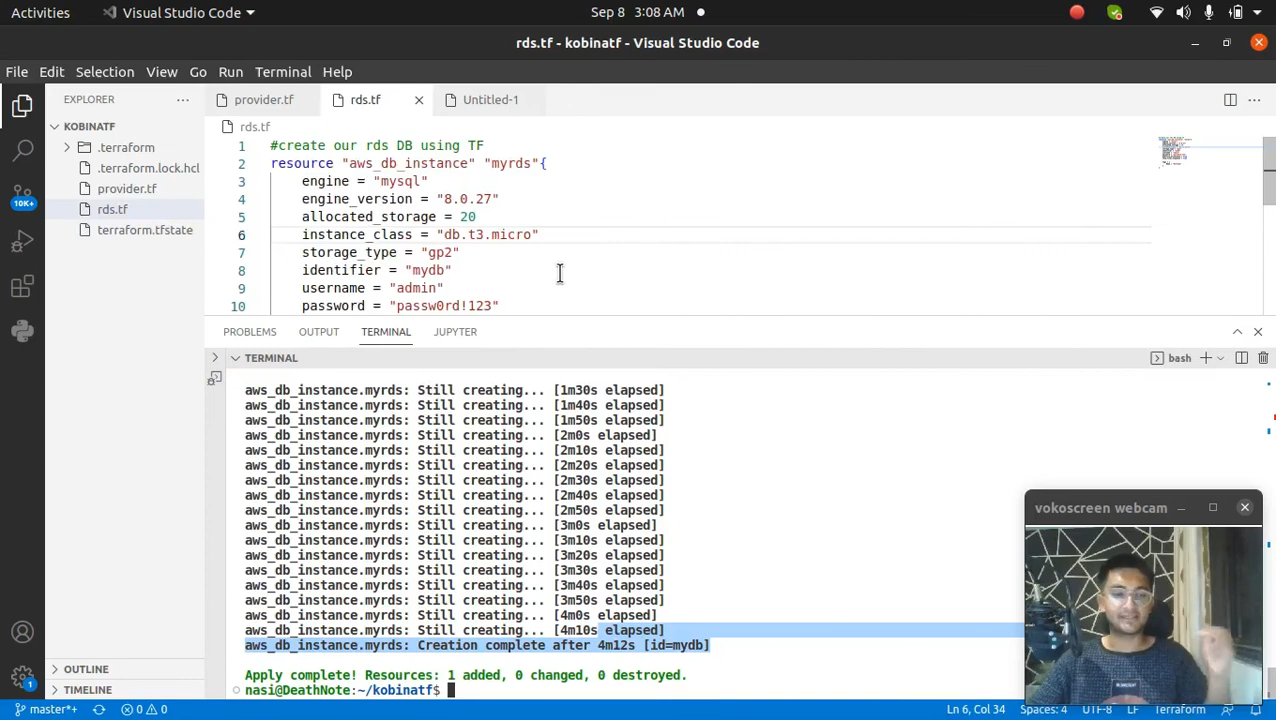 Activities
Visual Studio Code
Sep 8 3:08 AM
rds.tf - kobinatf - Visual Studio Code
File Edit Selection View Go Run Terminal Help
EXPLORER
provider.tf
rds.tf
Untitled-1
KOBINATF
.terraform
.terraform.lock.hcl
provider.tf
rds.tf
terraform.tfstate
10K+
rds.tf
1 #create our rds DB using TF
2 resource "aws_db_instance" "myrds"{
3 engine = "mysql"
4 engine_version = "8.0.27"
5 allocated_storage = 20
6 instance_class = "db.t3.micro"
7 storage_type = "gp2"
8 identifier = "mydb"
9 username = "admin"
10 password = "passw0rd!123"
PROBLEMS OUTPUT TERMINAL JUPYTER
TERMINAL
bash
aws_db_instance.myrds: Still creating... [1m30s elapsed]
aws_db_instance.myrds: Still creating... [1m40s elapsed]
aws_db_instance.myrds: Still creating... [1m50s elapsed]
aws_db_instance.myrds: Still creating... [2m0s elapsed]
aws_db_instance.myrds: Still creating... [2m10s elapsed]
aws_db_instance.myrds: Still creating... [2m20s elapsed]
aws_db_instance.myrds: Still creating... [2m30s elapsed]
aws_db_instance.myrds: Still creating... [2m40s elapsed]
aws_db_instance.myrds: Still creating... [2m50s elapsed]
aws_db_instance.myrds: Still creating... [3m0s elapsed]
aws_db_instance.myrds: Still creating... [3m10s elapsed]
aws_db_instance.myrds: Still creating... [3m20s elapsed]
aws_db_instance.myrds: Still creating... [3m30s elapsed]
aws_db_instance.myrds: Still creating... [3m40s elapsed]
aws_db_instance.myrds: Still creating... [3m50s elapsed]
aws_db_instance.myrds: Still creating... [4m0s elapsed]
aws_db_instance.myrds: Still creating... [4m10s elapsed]
aws_db_instance.myrds: Creation complete after 4m12s [id=mydb]
Apply complete! Resources: 1 added, 0 changed, 0 destroyed.
nasi@DeathNote:~/kobinatf$
vokoscreen webcam
OUTLINE
TIMELINE
1
master*+
0 0
Ln 6, Col 34 Spaces: 4 UTF-8 LF Terraform